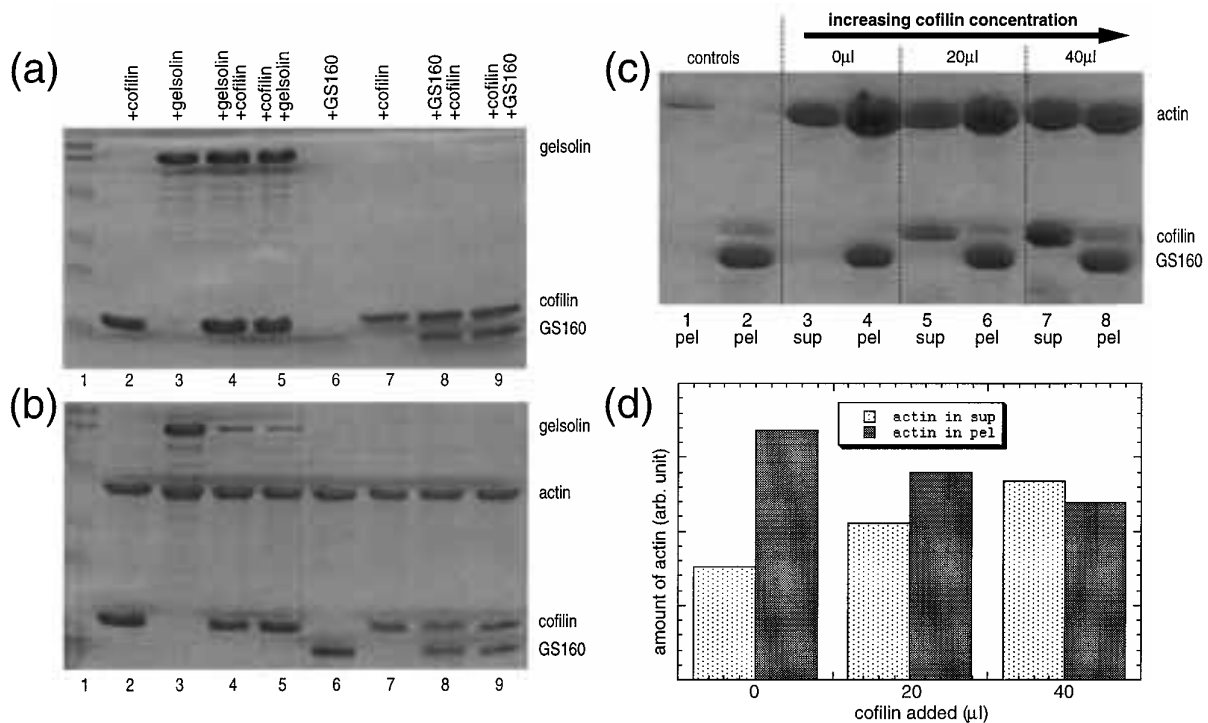 (a)
+cofilin
+gelsolin
+gelsolin
+cofilin
+cofilin
+gelsolin
+GS160
+cofilin
+GS160
+cofilin
+cofilin
+GS160
gelsolin
cofilin
GS160
1 2 3 4 5 6 7 8 9
(b)
gelsolin
actin
cofilin
GS160
1 2 3 4 5 6 7 8 9
(c)
increasing cofilin concentration
controls 0µl 20µl 40µl
actin
cofilin
GS160
1 2 3 4 5 6 7 8
pel pel sup pel sup pel sup pel
(d)
actin in sup
actin in pel
amount of actin (arb. unit)
0 20 40
cofilin added (µl)